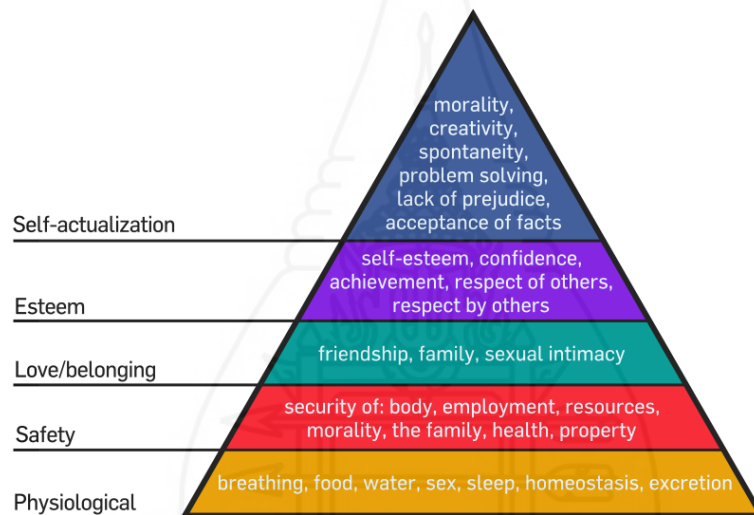 morality,
creativity,
spontaneity,
problem solving,
lack of prejudice,
acceptance of facts
Self-actualization
self-esteem, confidence,
achievement, respect of others,
respect by others
Esteem
friendship, family, sexual intimacy
Love/belonging
security of: body, employment, resources,
morality, the family, health, property
Safety
breathing, food, water, sex, sleep, homeostasis, excretion
Physiological